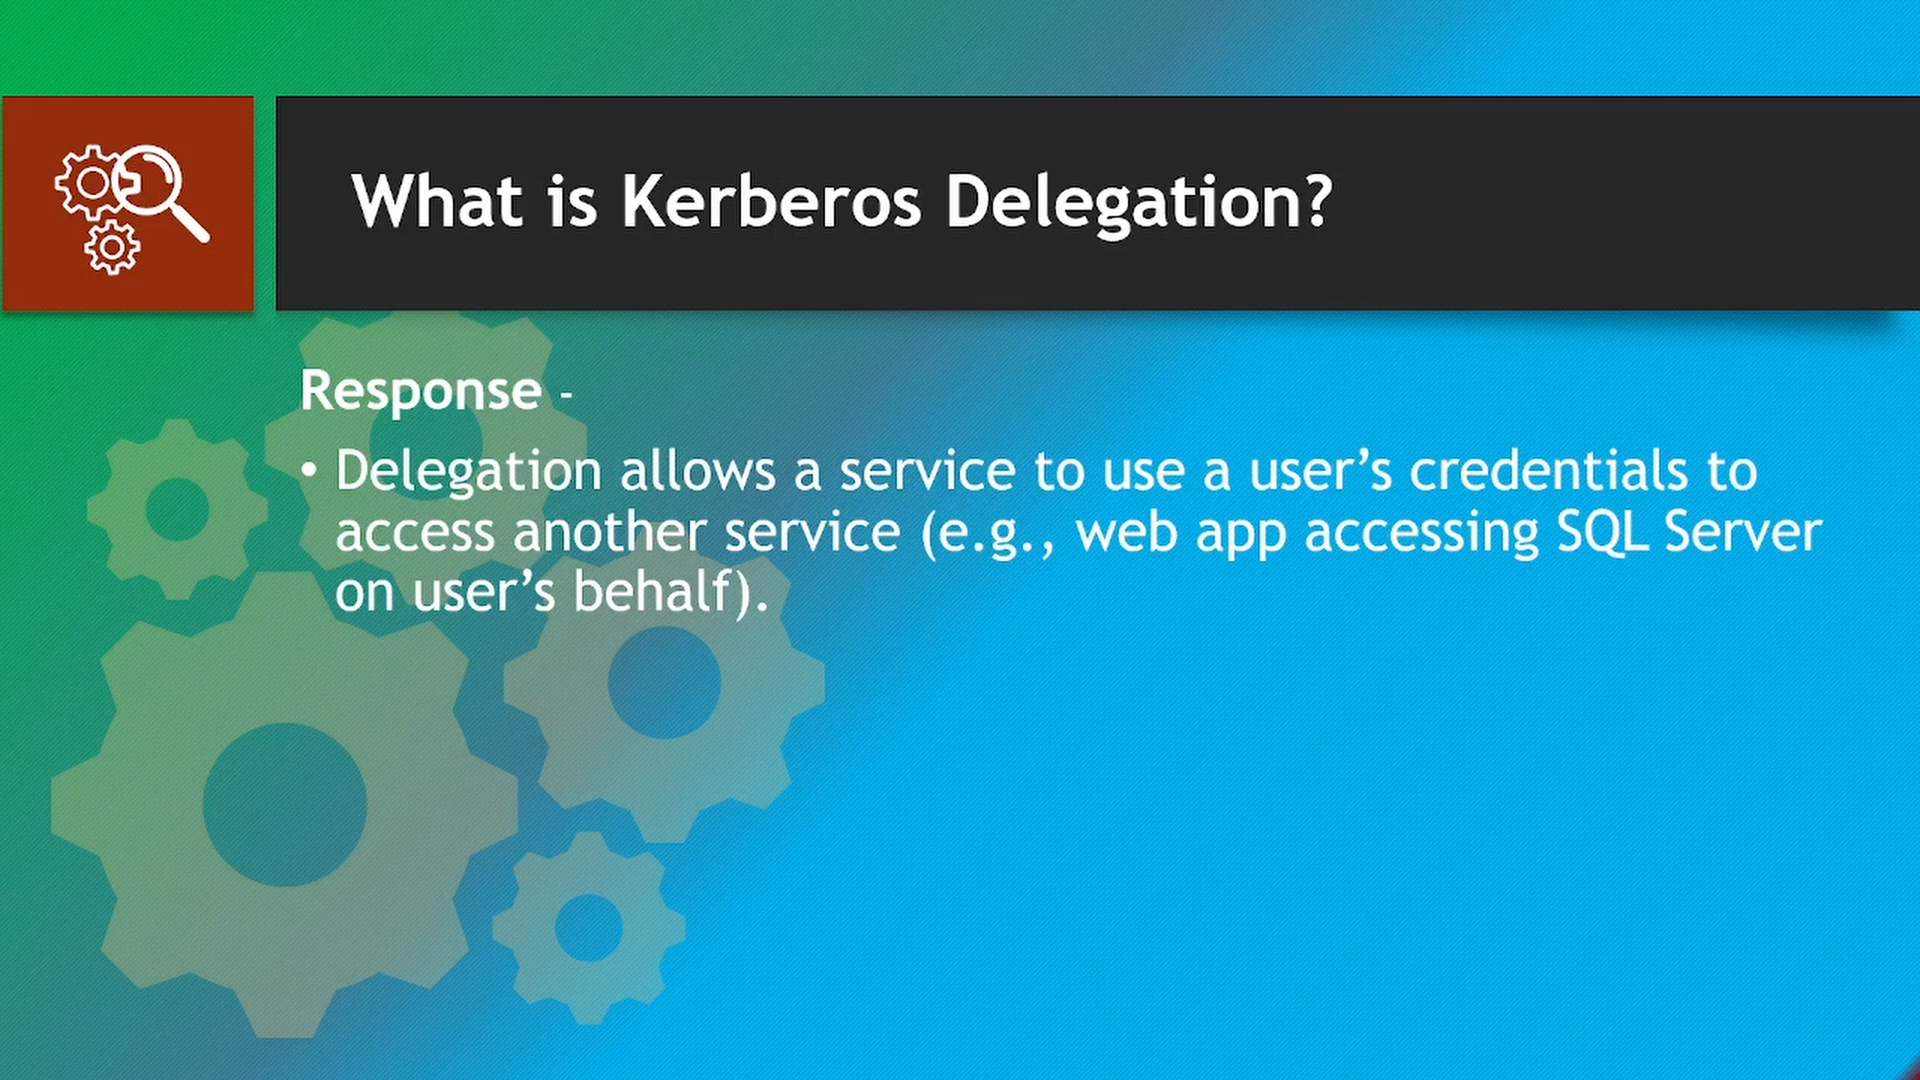 What is Kerberos Delegation?
Response -
• Delegation allows a service to use a user’s credentials to
access another service (e.g., web app accessing SQL Server
on user’s behalf).